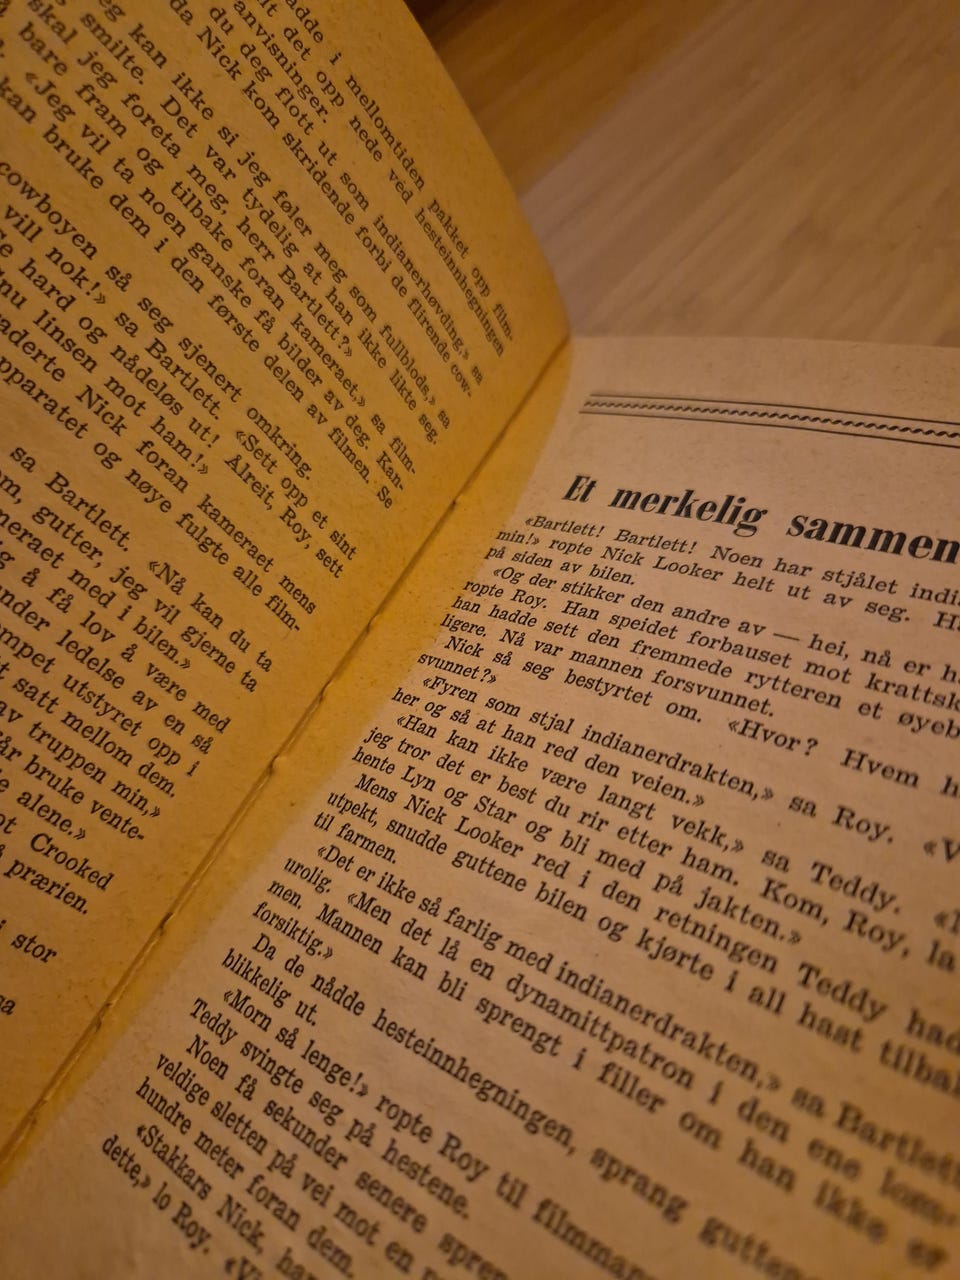 adde i mellomtiden pakket opp film-
lt det opp nede ved hesteinnhegningen
anvisninger.
du deg flott ut som indianerhøvding,» sa
da Nick kom skridende forbi de flirende cow-
eg kan ikke si jeg føler meg som fullblods,» sa
smilte. Det var tydelig at han ikke likte seg.
skal jeg foreta meg, herr Bartlett?»
bare fram og tilbake foran kameraet,» sa film-
«Jeg vil ta noen ganske få bilder av deg. Kan-
kan bruke dem i den første delen av filmen. Se
cowboyen så seg sjenert omkring.
vill nok!» sa Bartlett. «Sett opp et sint
e hard og nådeløs ut! Alreit, Roy, sett
nu linsen mot ham!»
aderte Nick foran kameraet mens
pparatet og nøye fulgte alle film-
sa Bartlett. «Nå kan du ta
om, gutter, jeg vil gjerne ta
meraet med i bilen.»
g å få lov å være med
nder ledelse av en så
mpet utstyret opp i
t satt mellom dem.
av truppen min,»
år bruke vente-
e alene.»
ot Crooked
å prærien.
i stor
Et merkelig sammen
«Bartlett! Bartlett! Noen har stjålet indi
min!» ropte Nick Looker helt ut av seg. H
på siden av bilen.
«Og der stikker den andre av — hei, nå er h
ropte Roy. Han speidet forbauset mot krattsk
han hadde sett den fremmede rytteren et øyeb
ligere. Nå var mannen forsvunnet.
Nick så seg bestyrtet om. «Hvor? Hvem h
svunnet?»
«Fyren som stjal indianerdrakten,» sa Roy. «V
her og så at han red den veien.»
«Han kan ikke være langt vekk,» sa Teddy. «
jeg tror det er best du rir etter ham. Kom, Roy, la
hente Lyn og Star og bli med på jakten.»
Mens Nick Looker red i den retningen Teddy had
utpekt, snudde guttene bilen og kjørte i all hast tilba
til farmen.
«Det er ikke så farlig med indianerdrakten,» sa Bartlett
urolig. «Men det lå en dynamittpatron i den ene lom-
men. Mannen kan bli sprengt i filler om han ikke er
forsiktig.»
Da de nådde hesteinnhegningen, sprang guttene
blikkelig ut.
«Morn så lenge!» ropte Roy til filmmann
Teddy svingte seg på hestene.
Noen få sekunder senere spren
veldige sletten på vei mot en
hundre meter foran dem.
«Stakkars Nick, han
dette,» lo Roy. «Vi